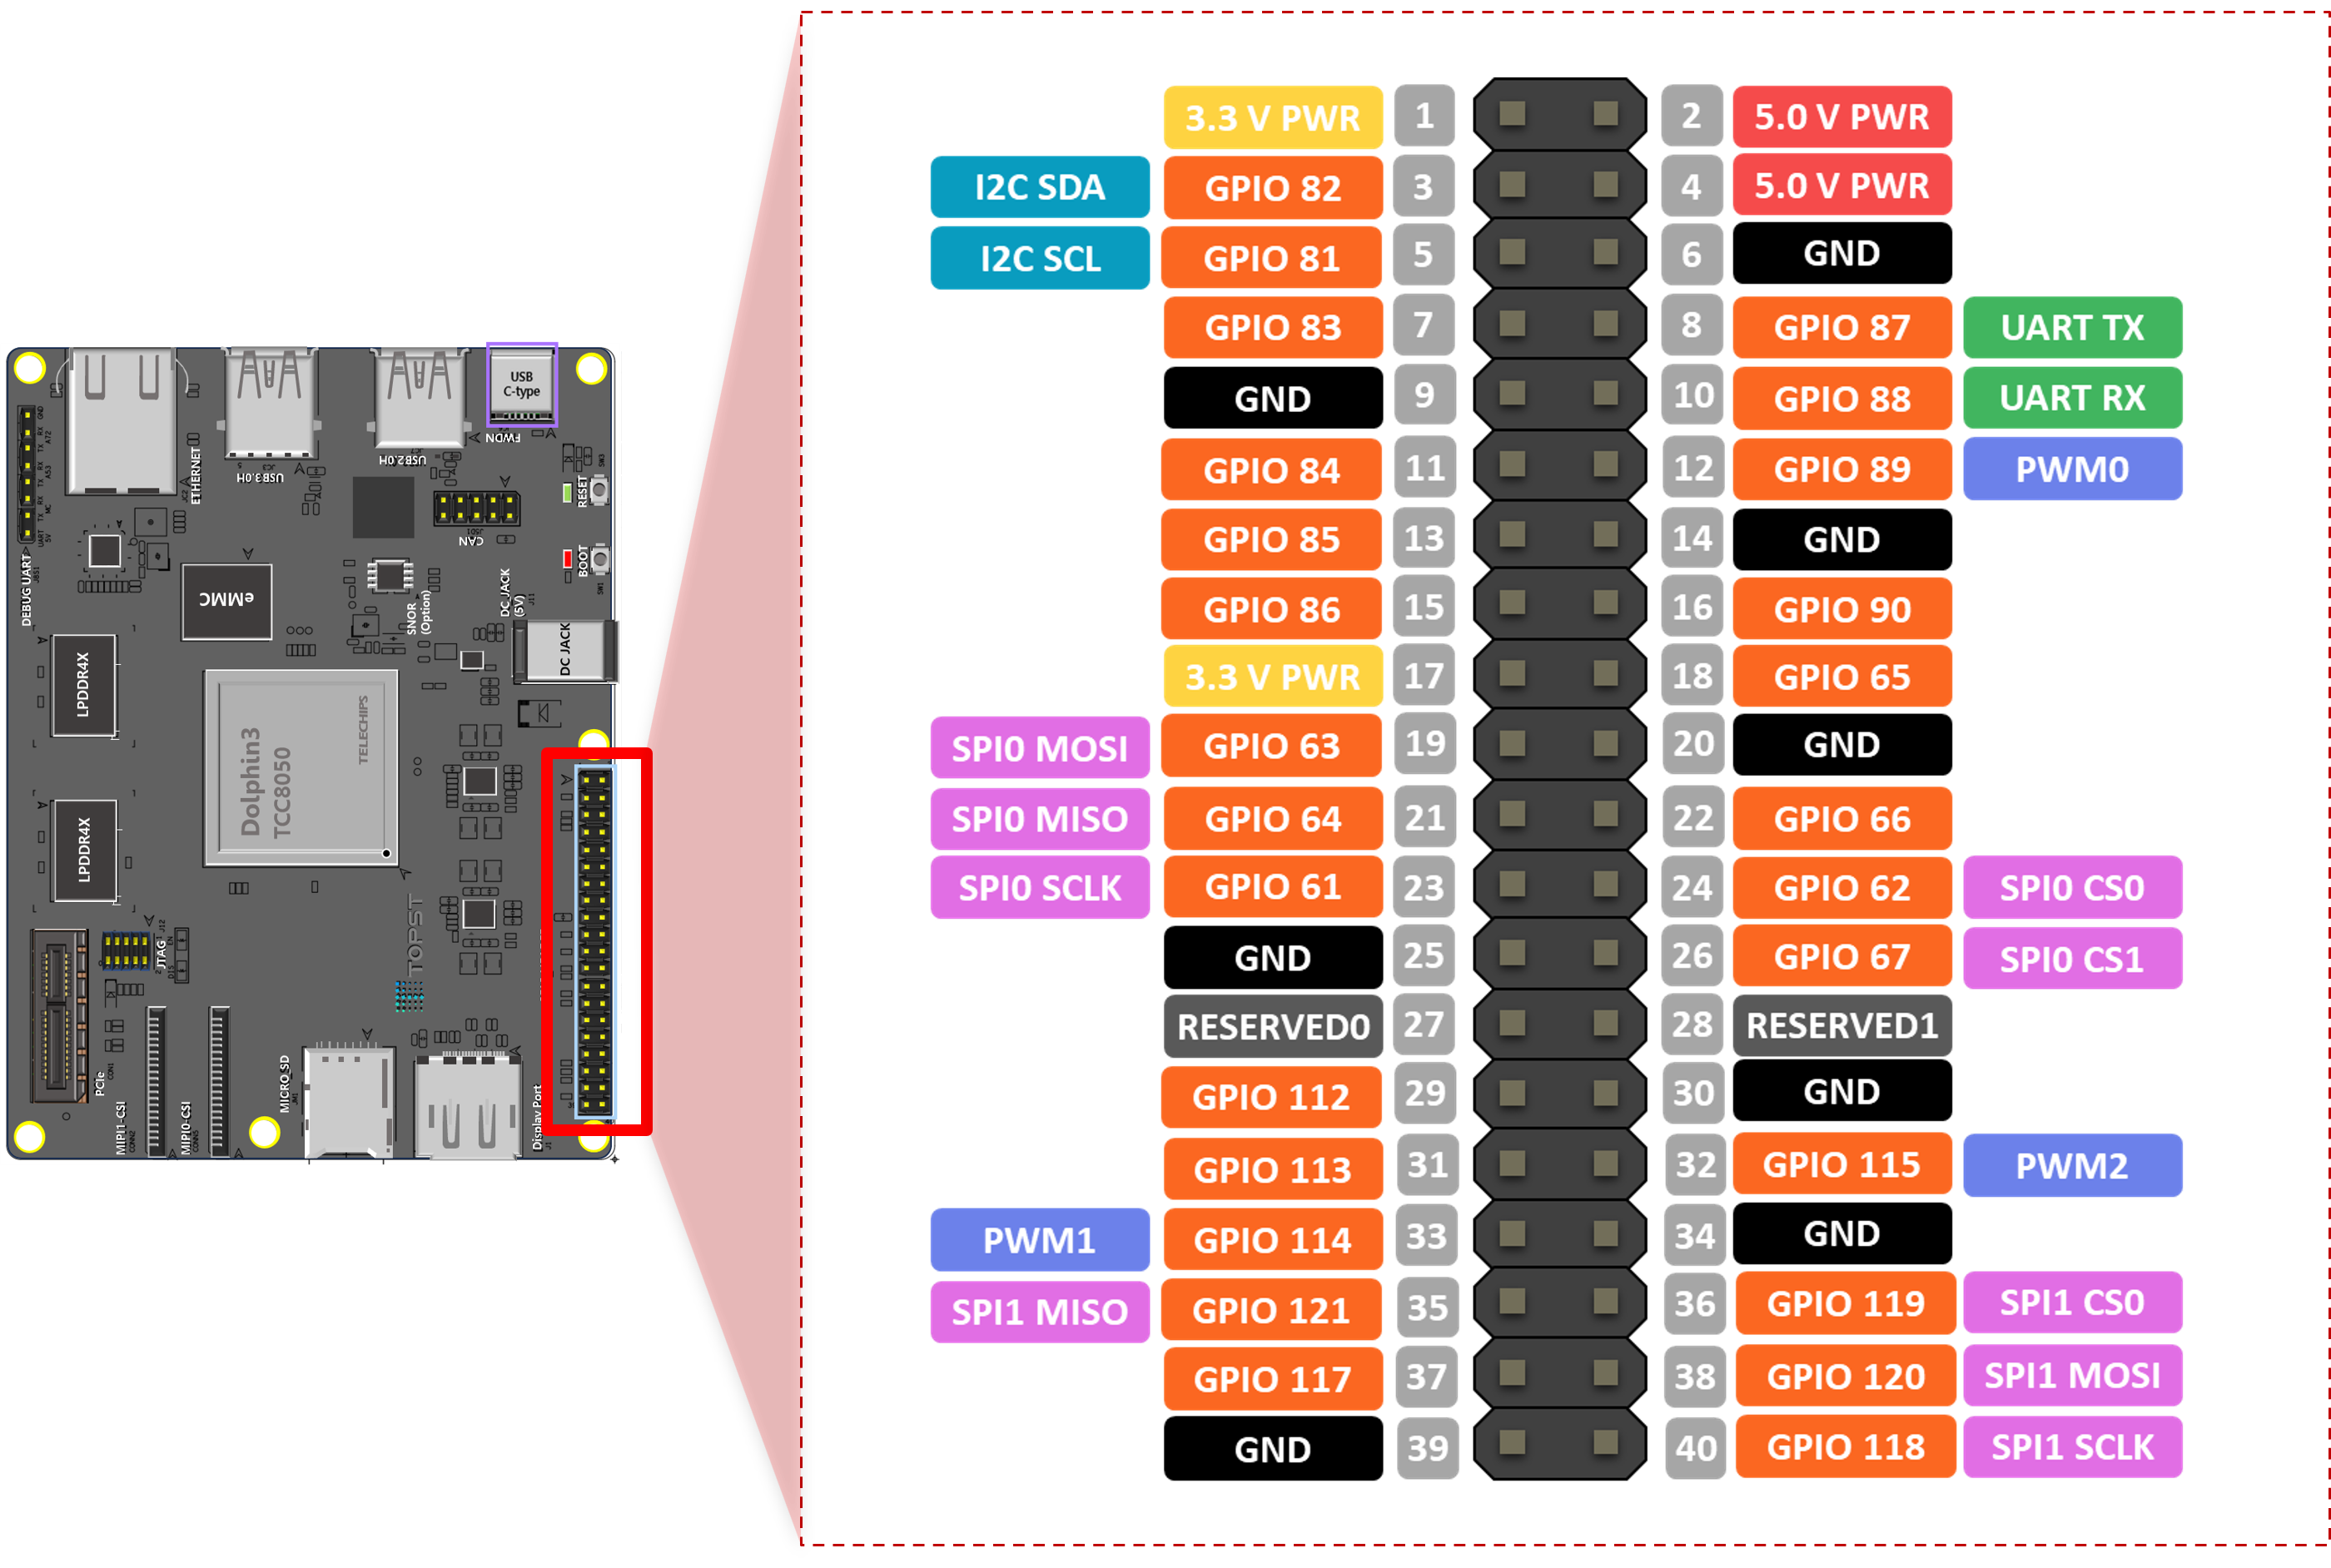 USB
C-type
FWDN
USB2.0H
USB3.0H
ETHERNET
RESET
CAN
BOOT
DEBUG UART
eMMC
SNOR
(Option)
DC_JACK
(5V)
DC JACK
LPDDR4X
Dolphin3
TCC8050
TELECHIPS
LPDDR4X
TOPST
JTAG
PCIe
MIPI1-CSI
MIPI0-CSI
MICRO_SD
Display Port
3.3 V PWR 1 2 5.0 V PWR
I2C SDA GPIO 82 3 4 5.0 V PWR
I2C SCL GPIO 81 5 6 GND
GPIO 83 7 8 GPIO 87 UART TX
GND 9 10 GPIO 88 UART RX
GPIO 84 11 12 GPIO 89 PWM0
GPIO 85 13 14 GND
GPIO 86 15 16 GPIO 90
3.3 V PWR 17 18 GPIO 65
SPI0 MOSI GPIO 63 19 20 GND
SPI0 MISO GPIO 64 21 22 GPIO 66
SPI0 SCLK GPIO 61 23 24 GPIO 62 SPI0 CS0
GND 25 26 GPIO 67 SPI0 CS1
RESERVED0 27 28 RESERVED1
GPIO 112 29 30 GND
GPIO 113 31 32 GPIO 115 PWM2
PWM1 GPIO 114 33 34 GND
SPI1 MISO GPIO 121 35 36 GPIO 119 SPI1 CS0
GPIO 117 37 38 GPIO 120 SPI1 MOSI
GND 39 40 GPIO 118 SPI1 SCLK